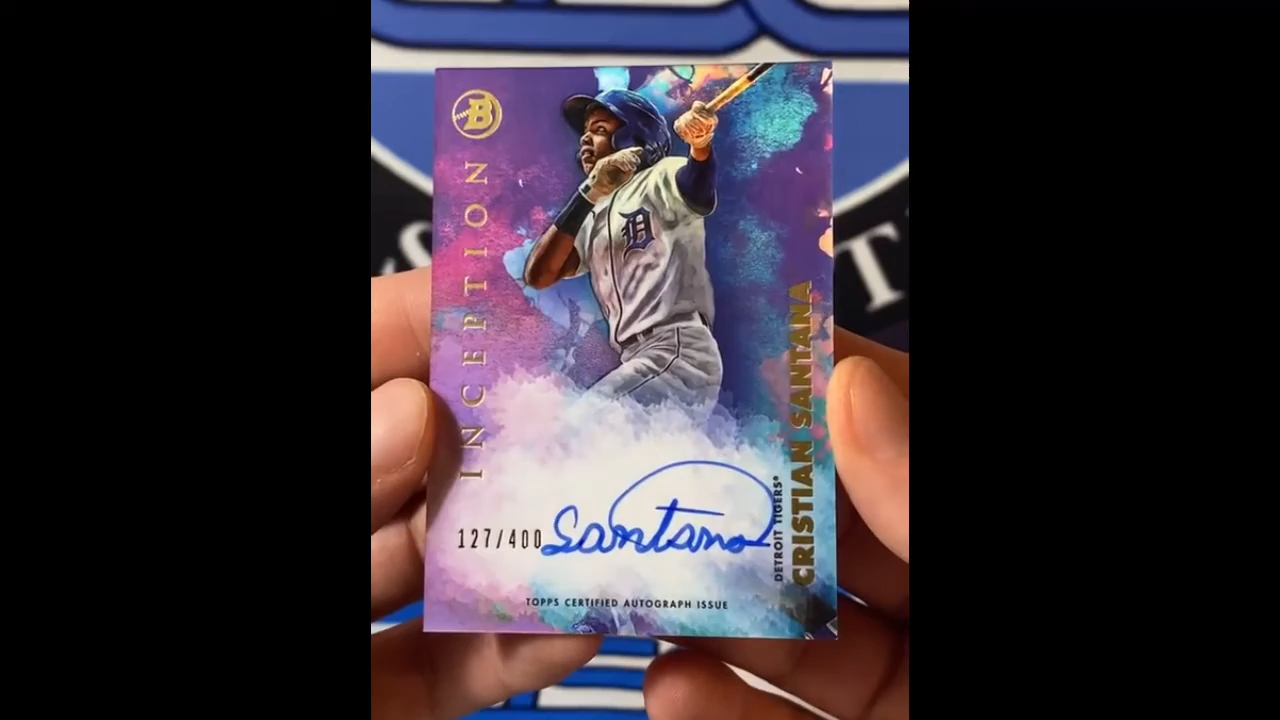 B
INCEPTION
D
CRISTIAN SANTANA
DETROIT TIGERS®
127/400
Santana
TOPPS CERTIFIED AUTOGRAPH ISSUE
T